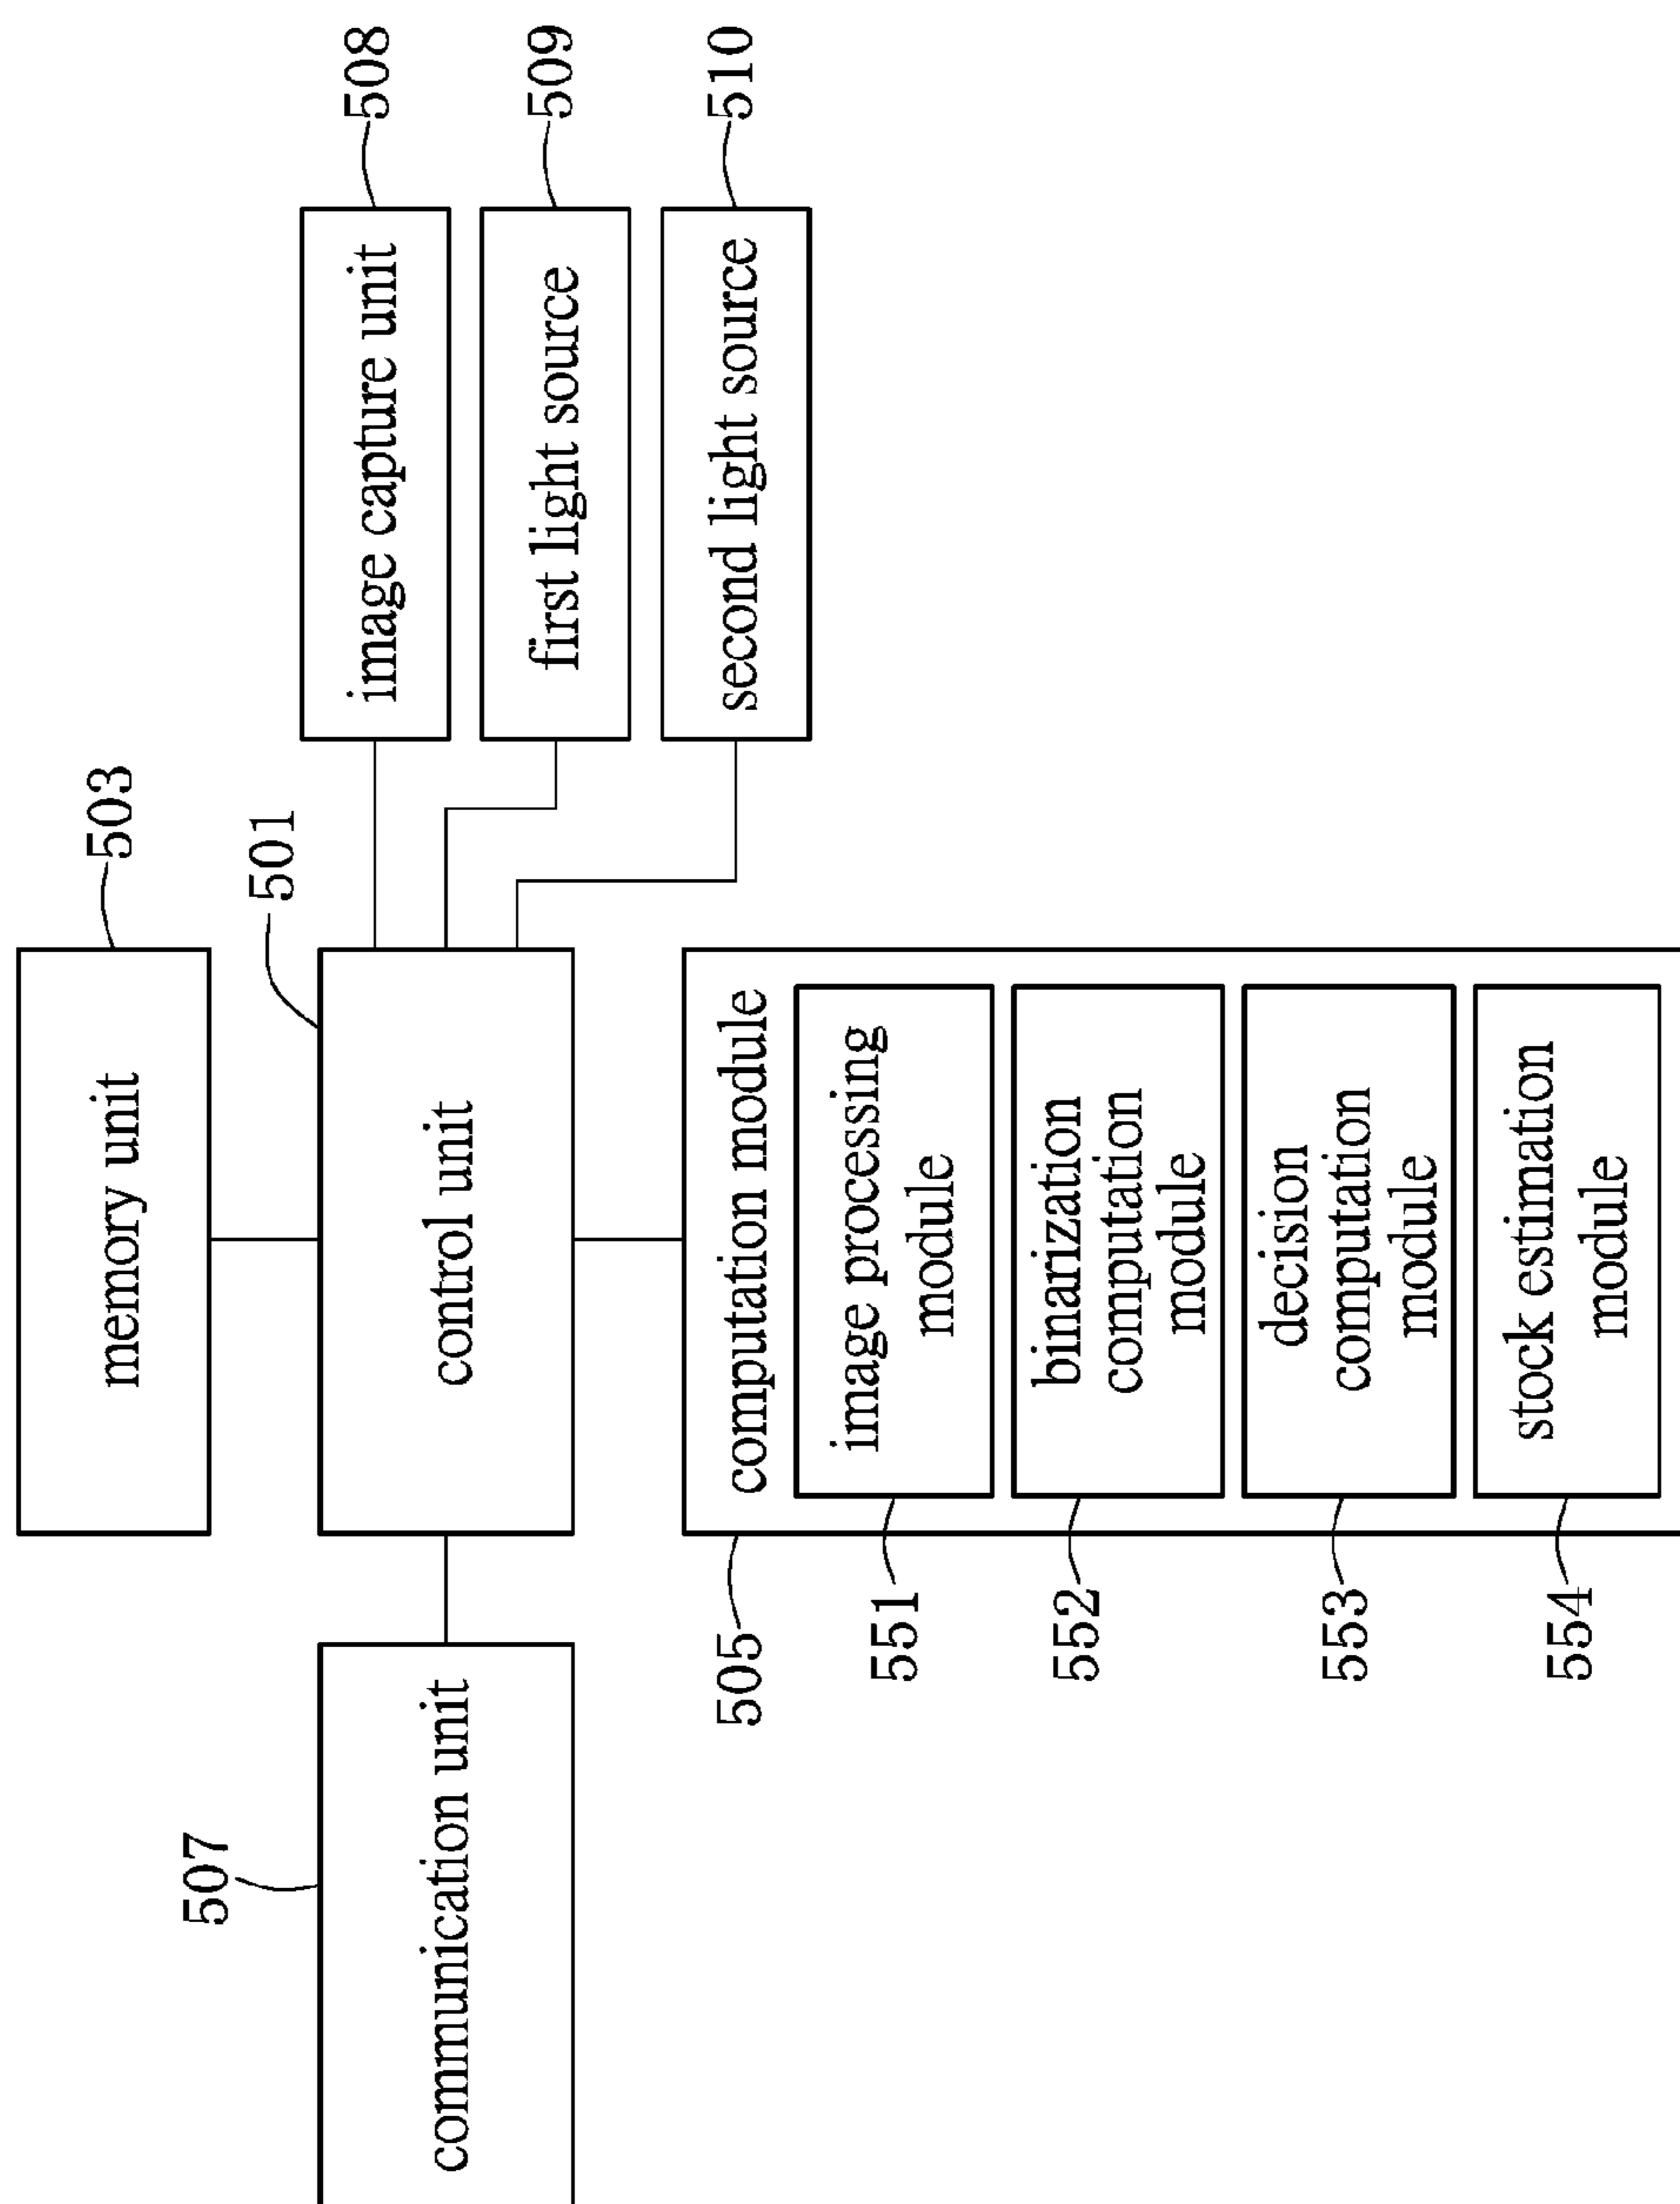 503
memory unit
508
image capture unit
509
first light source
510
second light source
501
control unit
507
communication unit
505
computation module
551
image processing
module
552
binarization
computation
module
553
decision
computation
module
554
stock estimation
module